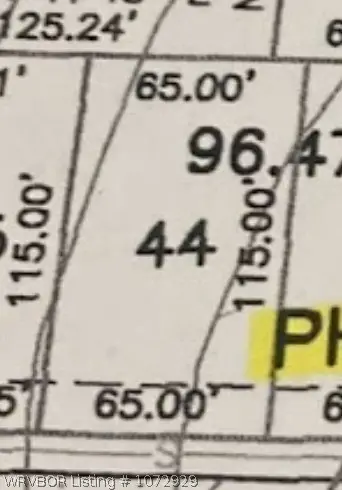 125.24'
65.00'
96.47
115.00'
44
115.00'
PH
65.00'
S
WRVBOR Listing # 1072929